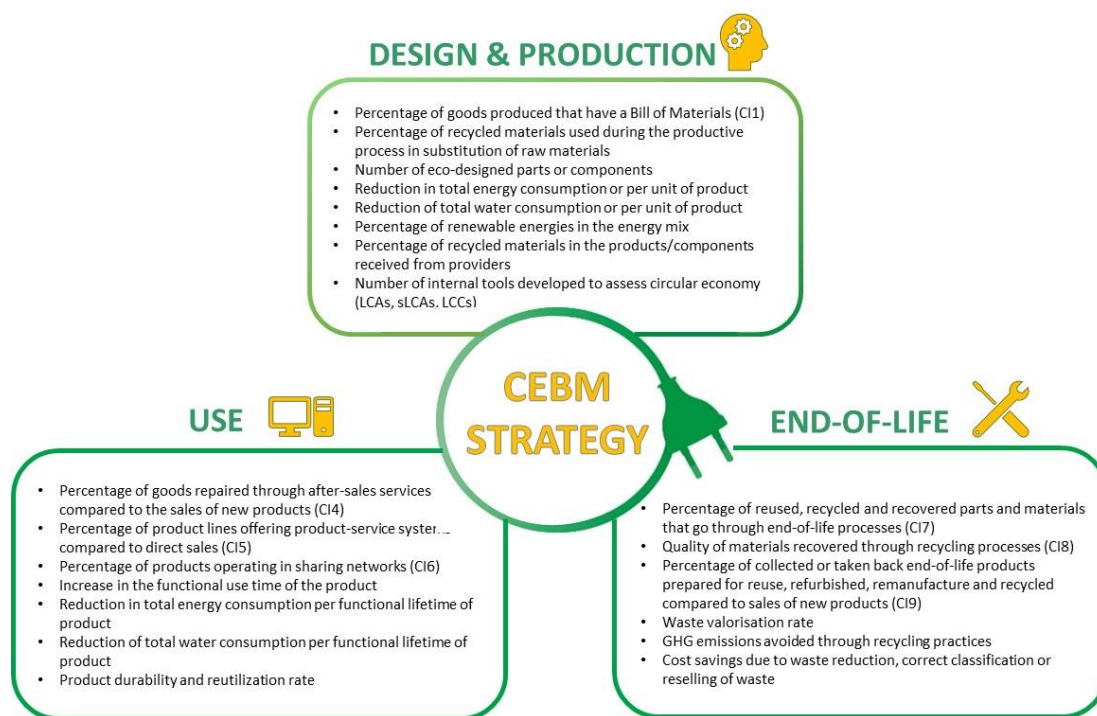 DESIGN & PRODUCTION
• Percentage of goods produced that have a Bill of Materials (CI1)
• Percentage of recycled materials used during the productive
process in substitution of raw materials
• Number of eco-designed parts or components
• Reduction in total energy consumption or per unit of product
• Reduction of total water consumption or per unit of product
• Percentage of renewable energies in the energy mix
• Percentage of recycled materials in the products/components
received from providers
• Number of internal tools developed to assess circular economy
(LCAs, sLCAs, LCCs)
CEBM
STRATEGY
USE
• Percentage of goods repaired through after-sales services
compared to the sales of new products (CI4)
• Percentage of product lines offering product-service
compared to direct sales (CI5)
• Percentage of products operating in sharing networks (CI6)
• Increase in the functional use time of the product
• Reduction in total energy consumption per functional lifetime of
product
• Reduction of total water consumption per functional lifetime of
product
• Product durability and reutilization rate
END-OF-LIFE
• Percentage of reused, recycled and recovered parts and materials
that go through end-of-life processes (CI7)
• Quality of materials recovered through recycling processes (CI8)
• Percentage of collected or taken back end-of-life products
prepared for reuse, refurbished, remanufacture and recycled
compared to sales of new products (CI9)
• Waste valorisation rate
• GHG emissions avoided through recycling practices
• Cost savings due to waste reduction, correct classification or
reselling of waste